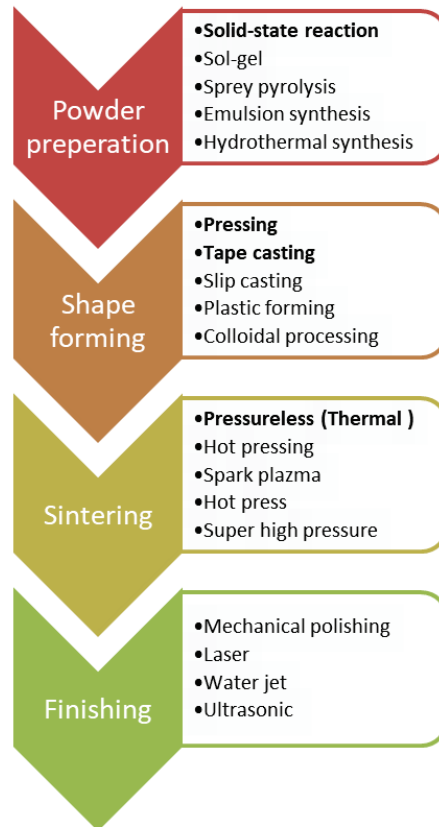 Powder
preperation
•Solid-state reaction
•Sol-gel
•Sprey pyrolysis
•Emulsion synthesis
•Hydrothermal synthesis
Shape
forming
•Pressing
•Tape casting
•Slip casting
•Plastic forming
•Colloidal processing
Sintering
•Pressureless (Thermal )
•Hot pressing
•Spark plazma
•Hot press
•Super high pressure
Finishing
•Mechanical polishing
•Laser
•Water jet
•Ultrasonic